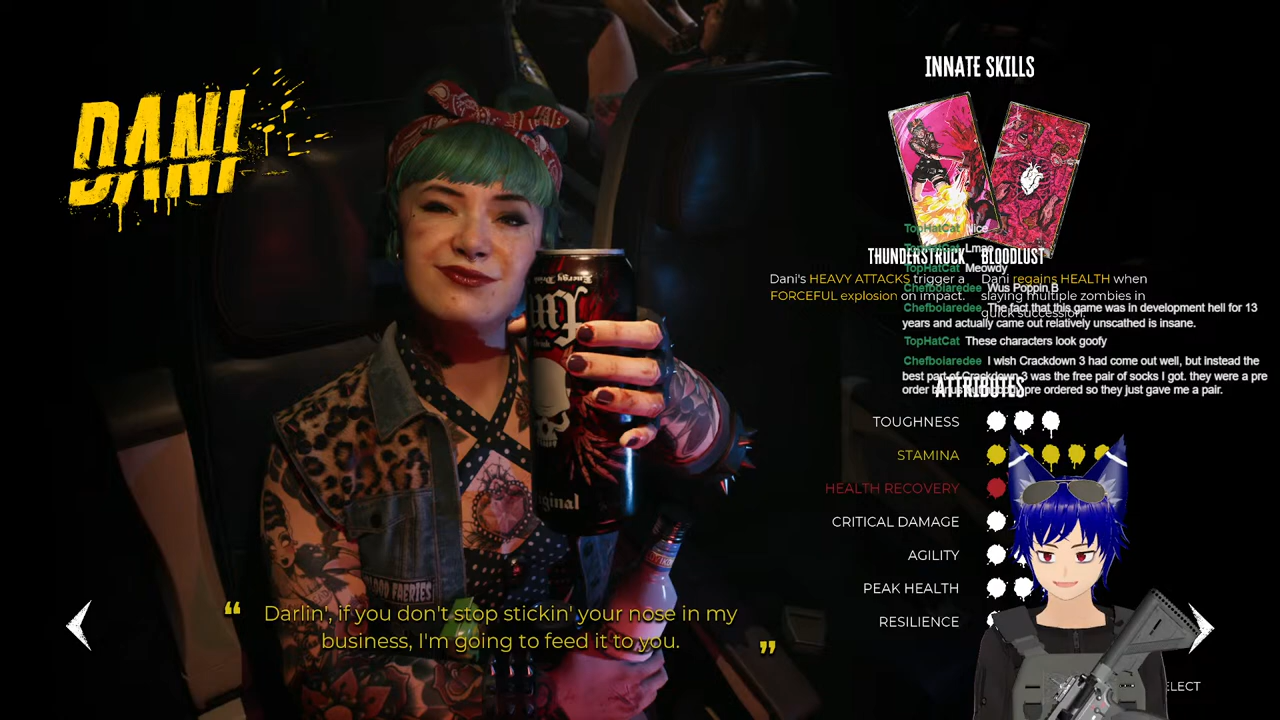 DANI
INNATE SKILLS
THUNDERSTRUCK
Dani's HEAVY ATTACKS trigger a
FORCEFUL explosion on impact.
BLOODLUST
Dani regains HEALTH when
slaying multiple zombies in
quick succession.
TopHatCat Nice
TopHatCat Lmao
TopHatCat Meowdy
Chefboiaredee Wus Poppin B
Chefboiaredee The fact that this game was in development hell for 13
years and actually came out relatively unscathed is insane.
TopHatCat These characters look goofy
Chefboiaredee I wish Crackdown 3 had come out well, but instead the
best part of Crackdown 3 was the free pair of socks I got. they were a pre
order pre ordered so they just gave me a pair.
ATTRIBUTES
TOUGHNESS
STAMINA
HEALTH RECOVERY
CRITICAL DAMAGE
AGILITY
PEAK HEALTH
RESILIENCE
“ Darlin', if you don't stop stickin' your nose in my
business, I'm going to feed it to you. ”
BLOOD FAERIES